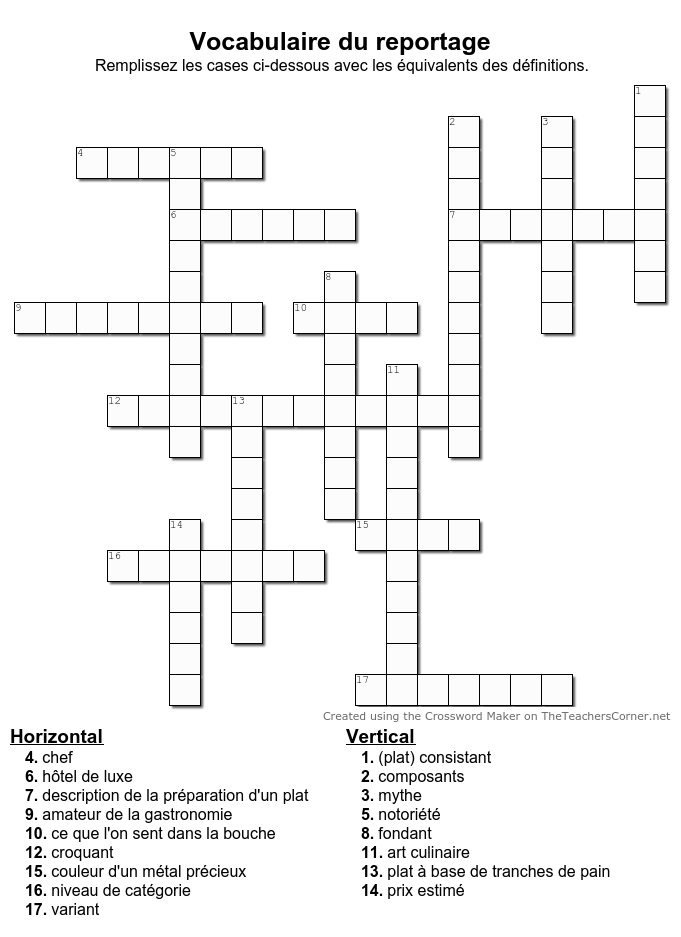 Vocabulaire du reportage
Remplissez les cases ci-dessous avec les équivalents des définitions.
1
2
3
4
5
6
7
8
9
10
11
12
13
14
15
16
17
Created using the Crossword Maker on TheTeachersCorner.net
Horizontal
4. chef
6. hôtel de luxe
7. description de la préparation d'un plat
9. amateur de la gastronomie
10. ce que l'on sent dans la bouche
12. croquant
15. couleur d'un métal précieux
16. niveau de catégorie
17. variant
Vertical
1. (plat) consistant
2. composants
3. mythe
5. notoriété
8. fondant
11. art culinaire
13. plat à base de tranches de pain
14. prix estimé